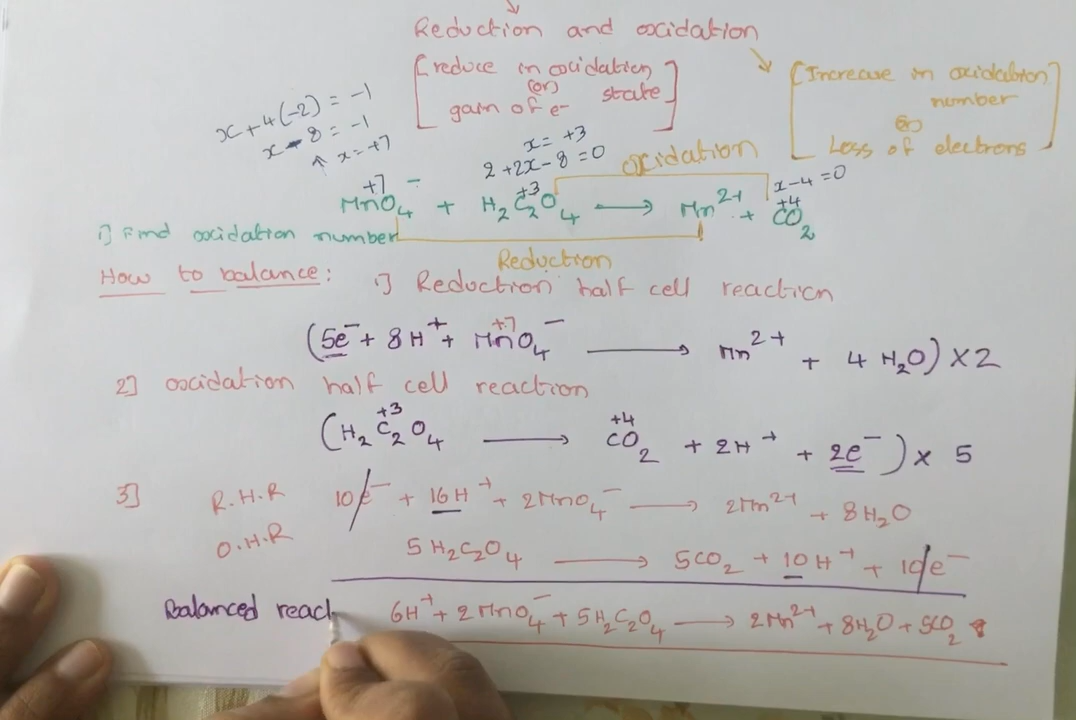 Reduction and oxidation
[reduce in oxidation (or) state gain of e-]
[Increase in oxidation number (or) Loss of electrons]
x + 4(-2) = -1
x - 8 = -1
↑ x = +7
x = +3
2 + 2x - 8 = 0
oxidation
x - 4 = 0
+7 +3 +4
MnO₄⁻ + H₂C₂O₄ ⟶ Mn²⁺ + CO₂
1) Find oxidation number
Reduction
How to balance: 1) Reduction half cell reaction
+7
(5e⁻ + 8H⁺ + MnO₄⁻ ⟶ Mn²⁺ + 4H₂O) × 2
2] oxidation half cell reaction
+3 +4
(H₂C₂O₄ ⟶ CO₂ + 2H⁺ + 2e⁻) × 5
3] R.H.R 10e⁻ + 16H⁺ + 2MnO₄⁻ ⟶ 2Mn²⁺ + 8H₂O
O.H.R 5H₂C₂O₄ ⟶ 5CO₂ + 10H⁺ + 10e⁻
Balanced react 6H⁺ + 2MnO₄⁻ + 5H₂C₂O₄ ⟶ 2Mn²⁺ + 8H₂O + 5CO₂